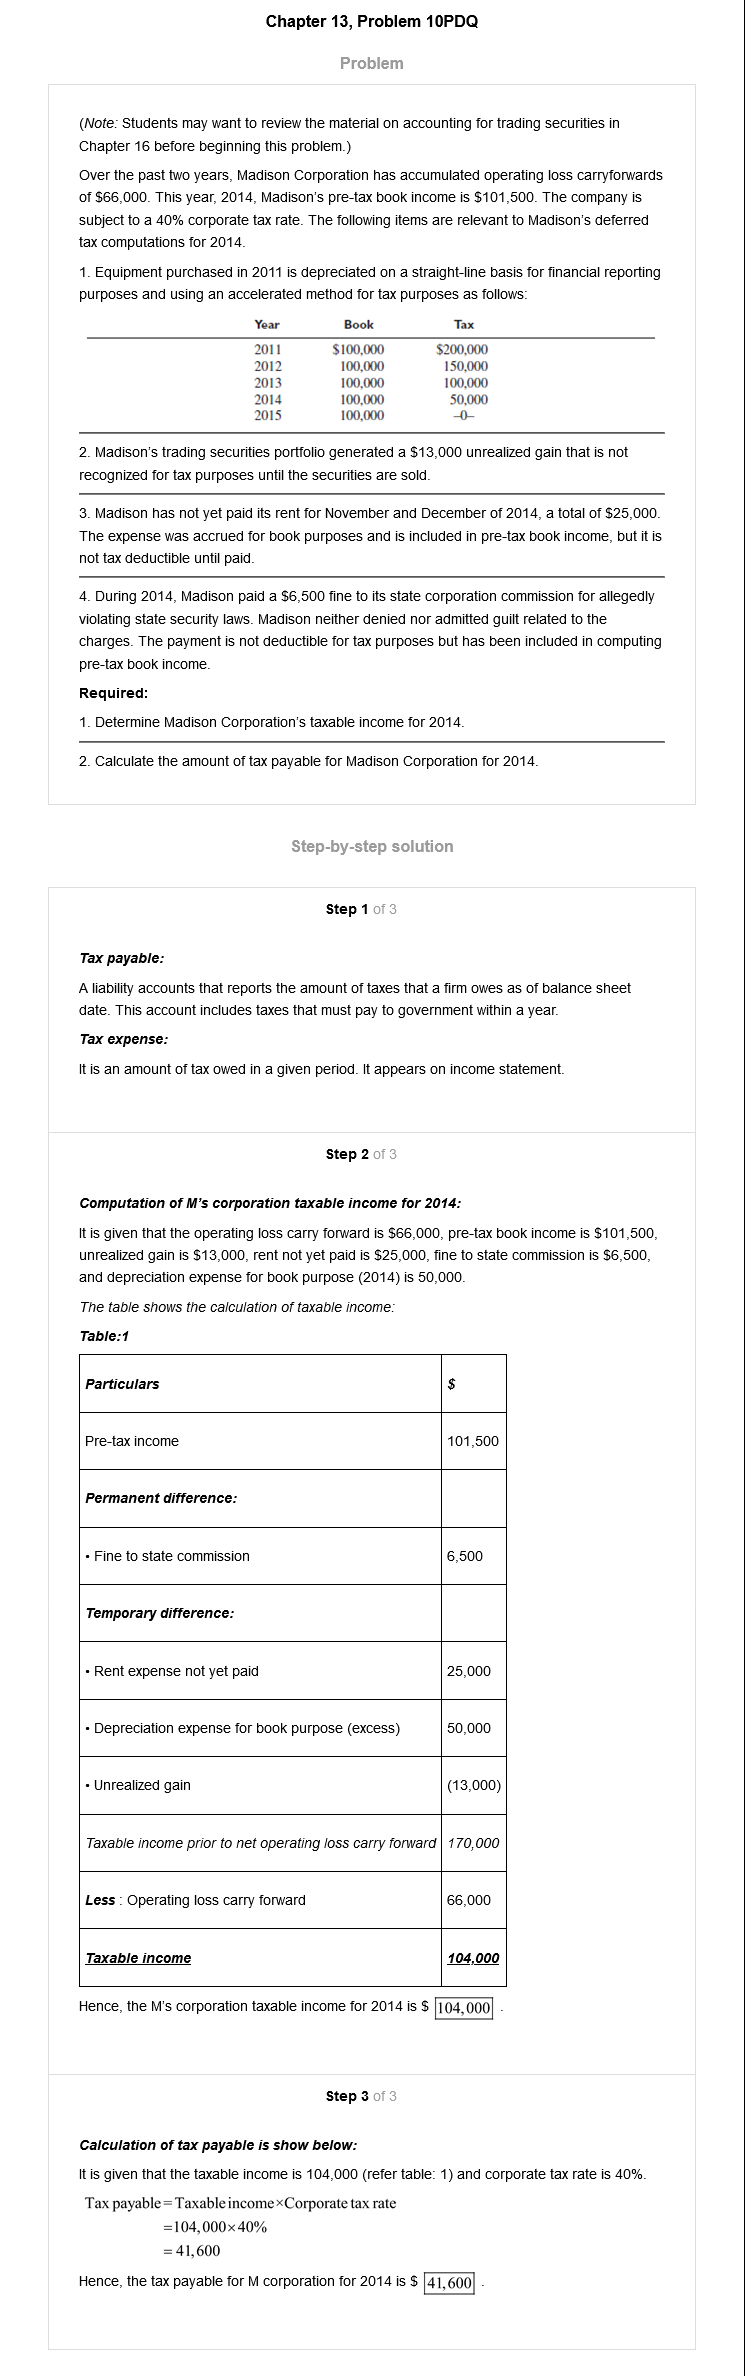 Chapter 13, Problem 10PDQ
Problem
(Note: Students may want to review the material on accounting for trading securities in
Chapter 16 before beginning this problem.)
Over the past two years, Madison Corporation has accumulated operating loss carryforwards
of $66,000. This year, 2014, Madison's pre-tax book income is $101,500. The company is
subject to a 40% corporate tax rate. The following items are relevant to Madison's deferred
tax computations for 2014.
1. Equipment purchased in 2011 is depreciated on a straight-line basis for financial reporting
purposes and using an accelerated method for tax purposes as follows:
Year Book Tax
2011 $100,000 $200,000
2012 100,000 150,000
2013 100,000 100,000
2014 100,000 50,000
2015 100,000 –0–
2. Madison's trading securities portfolio generated a $13,000 unrealized gain that is not
recognized for tax purposes until the securities are sold.
3. Madison has not yet paid its rent for November and December of 2014, a total of $25,000.
The expense was accrued for book purposes and is included in pre-tax book income, but it is
not tax deductible until paid.
4. During 2014, Madison paid a $6,500 fine to its state corporation commission for allegedly
violating state security laws. Madison neither denied nor admitted guilt related to the
charges. The payment is not deductible for tax purposes but has been included in computing
pre-tax book income.
Required:
1. Determine Madison Corporation's taxable income for 2014.
2. Calculate the amount of tax payable for Madison Corporation for 2014.
Step-by-step solution
Step 1 of 3
Tax payable:
A liability accounts that reports the amount of taxes that a firm owes as of balance sheet
date. This account includes taxes that must pay to government within a year.
Tax expense:
It is an amount of tax owed in a given period. It appears on income statement.
Step 2 of 3
Computation of M's corporation taxable income for 2014:
It is given that the operating loss carry forward is $66,000, pre-tax book income is $101,500,
unrealized gain is $13,000, rent not yet paid is $25,000, fine to state commission is $6,500,
and depreciation expense for book purpose (2014) is 50,000.
The table shows the calculation of taxable income:
Table:1
Particulars $
Pre-tax income 101,500
Permanent difference:
• Fine to state commission 6,500
Temporary difference:
• Rent expense not yet paid 25,000
• Depreciation expense for book purpose (excess) 50,000
• Unrealized gain (13,000)
Taxable income prior to net operating loss carry forward 170,000
Less : Operating loss carry forward 66,000
Taxable income 104,000
Hence, the M's corporation taxable income for 2014 is $ 104,000 .
Step 3 of 3
Calculation of tax payable is show below:
It is given that the taxable income is 104,000 (refer table: 1) and corporate tax rate is 40%.
Tax payable=Taxable income×Corporate tax rate
=104,000×40%
=41,600
Hence, the tax payable for M corporation for 2014 is $ 41,600 .